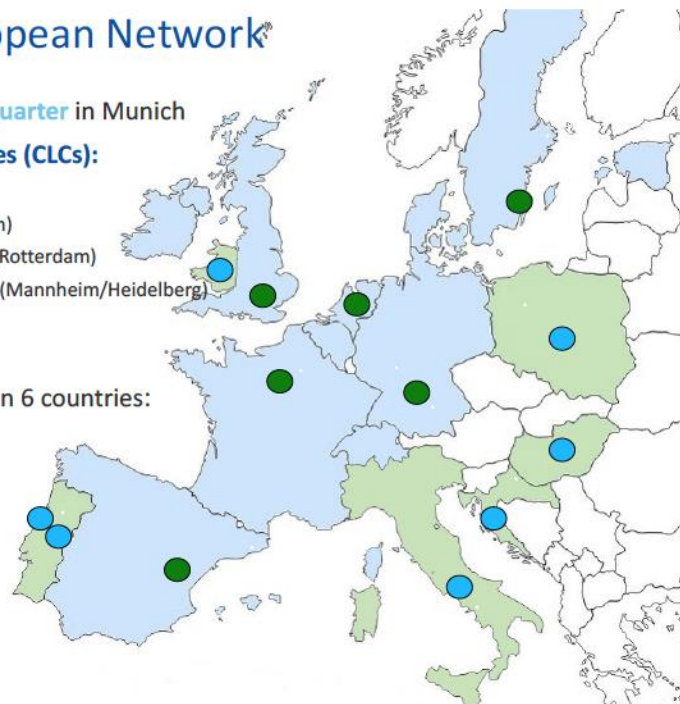 opean Network
uarter in Munich
es (CLCs):
n)
Rotterdam)
(Mannheim/Heidelberg)
n 6 countries: